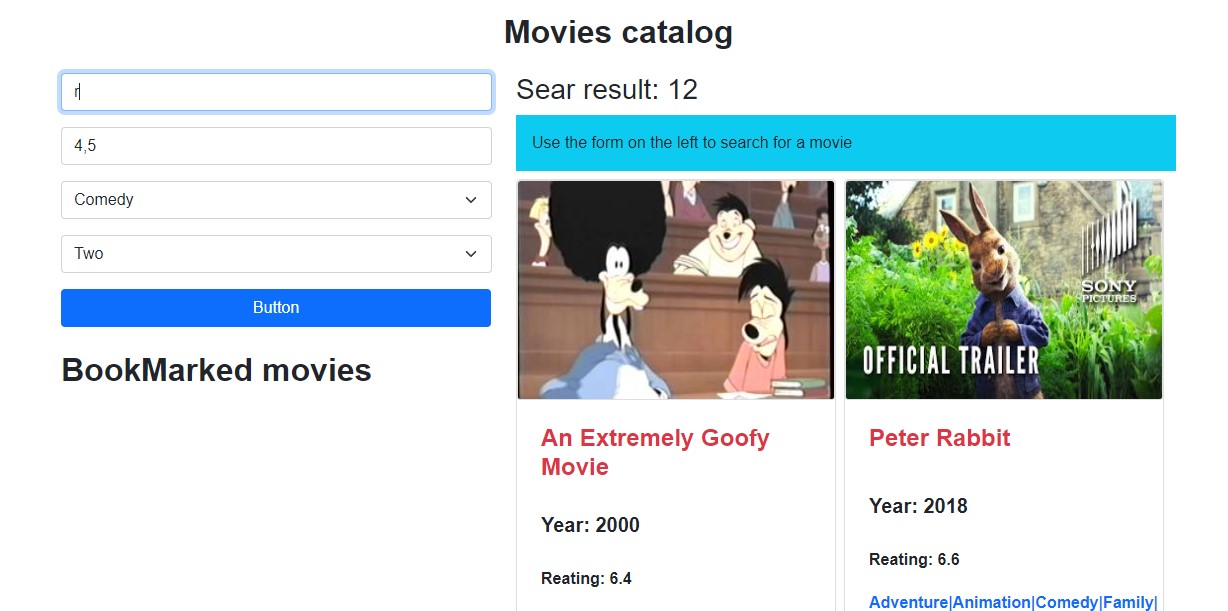 Movies catalog
r
4,5
Comedy
Two
Button
BookMarked movies
Sear result: 12
Use the form on the left to search for a movie
An Extremely Goofy
Movie
Year: 2000
Reating: 6.4
SONY
PICTURES
OFFICIAL TRAILER
Peter Rabbit
Year: 2018
Reating: 6.6
Adventure|Animation|Comedy|Family|